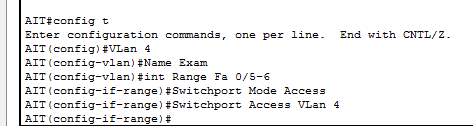 AIT#config t
Enter configuration commands, one per line.  End with CNTL/Z.
AIT(config)#VLan 4
AIT(config-vlan)#Name Exam
AIT(config-vlan)#int Range Fa 0/5-6
AIT(config-if-range)#Switchport Mode Access
AIT(config-if-range)#Switchport Access VLan 4
AIT(config-if-range)#